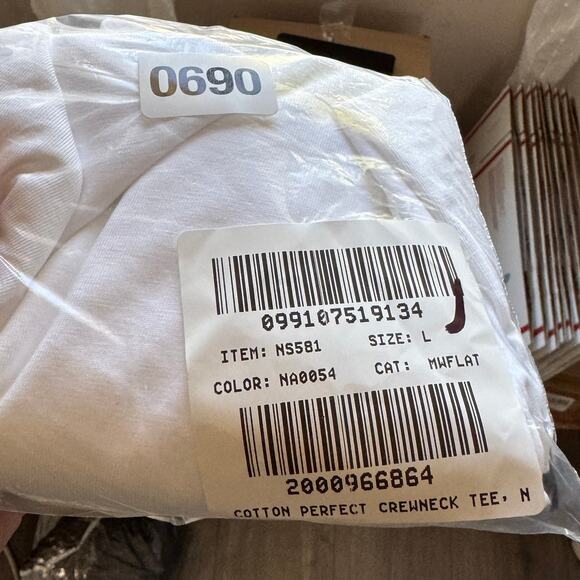 0690
099107519134
ITEM: NS581 SIZE: L
COLOR: NA0054 CAT: MWFLAT
2000966864
COTTON PERFECT CREWNECK TEE, N